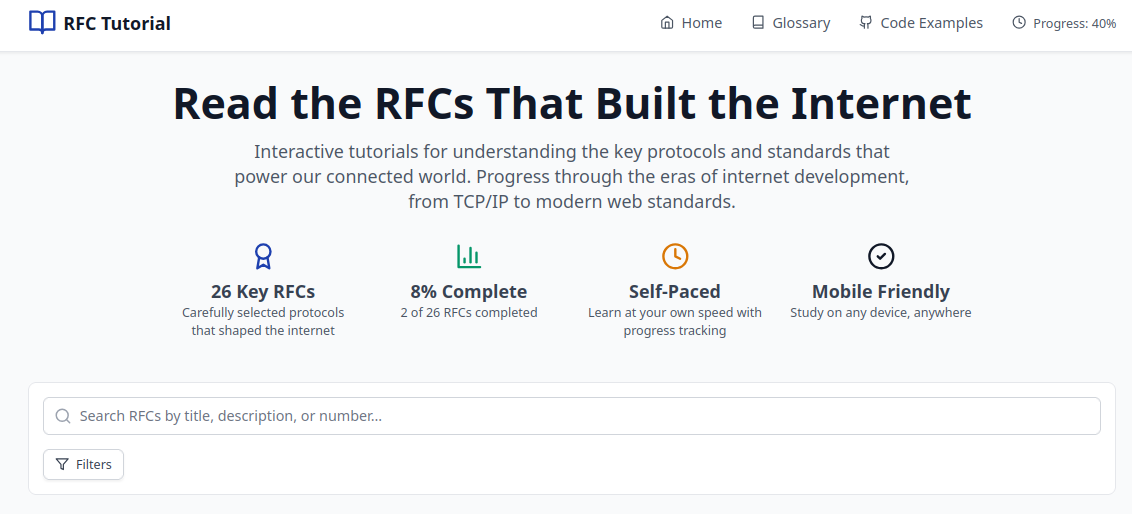 RFC Tutorial
Home
Glossary
Code Examples
Progress: 40%
Read the RFCs That Built the Internet
Interactive tutorials for understanding the key protocols and standards that
power our connected world. Progress through the eras of internet development,
from TCP/IP to modern web standards.
26 Key RFCs
Carefully selected protocols
that shaped the internet
8% Complete
2 of 26 RFCs completed
Self-Paced
Learn at your own speed with
progress tracking
Mobile Friendly
Study on any device, anywhere
Search RFCs by title, description, or number...
Filters